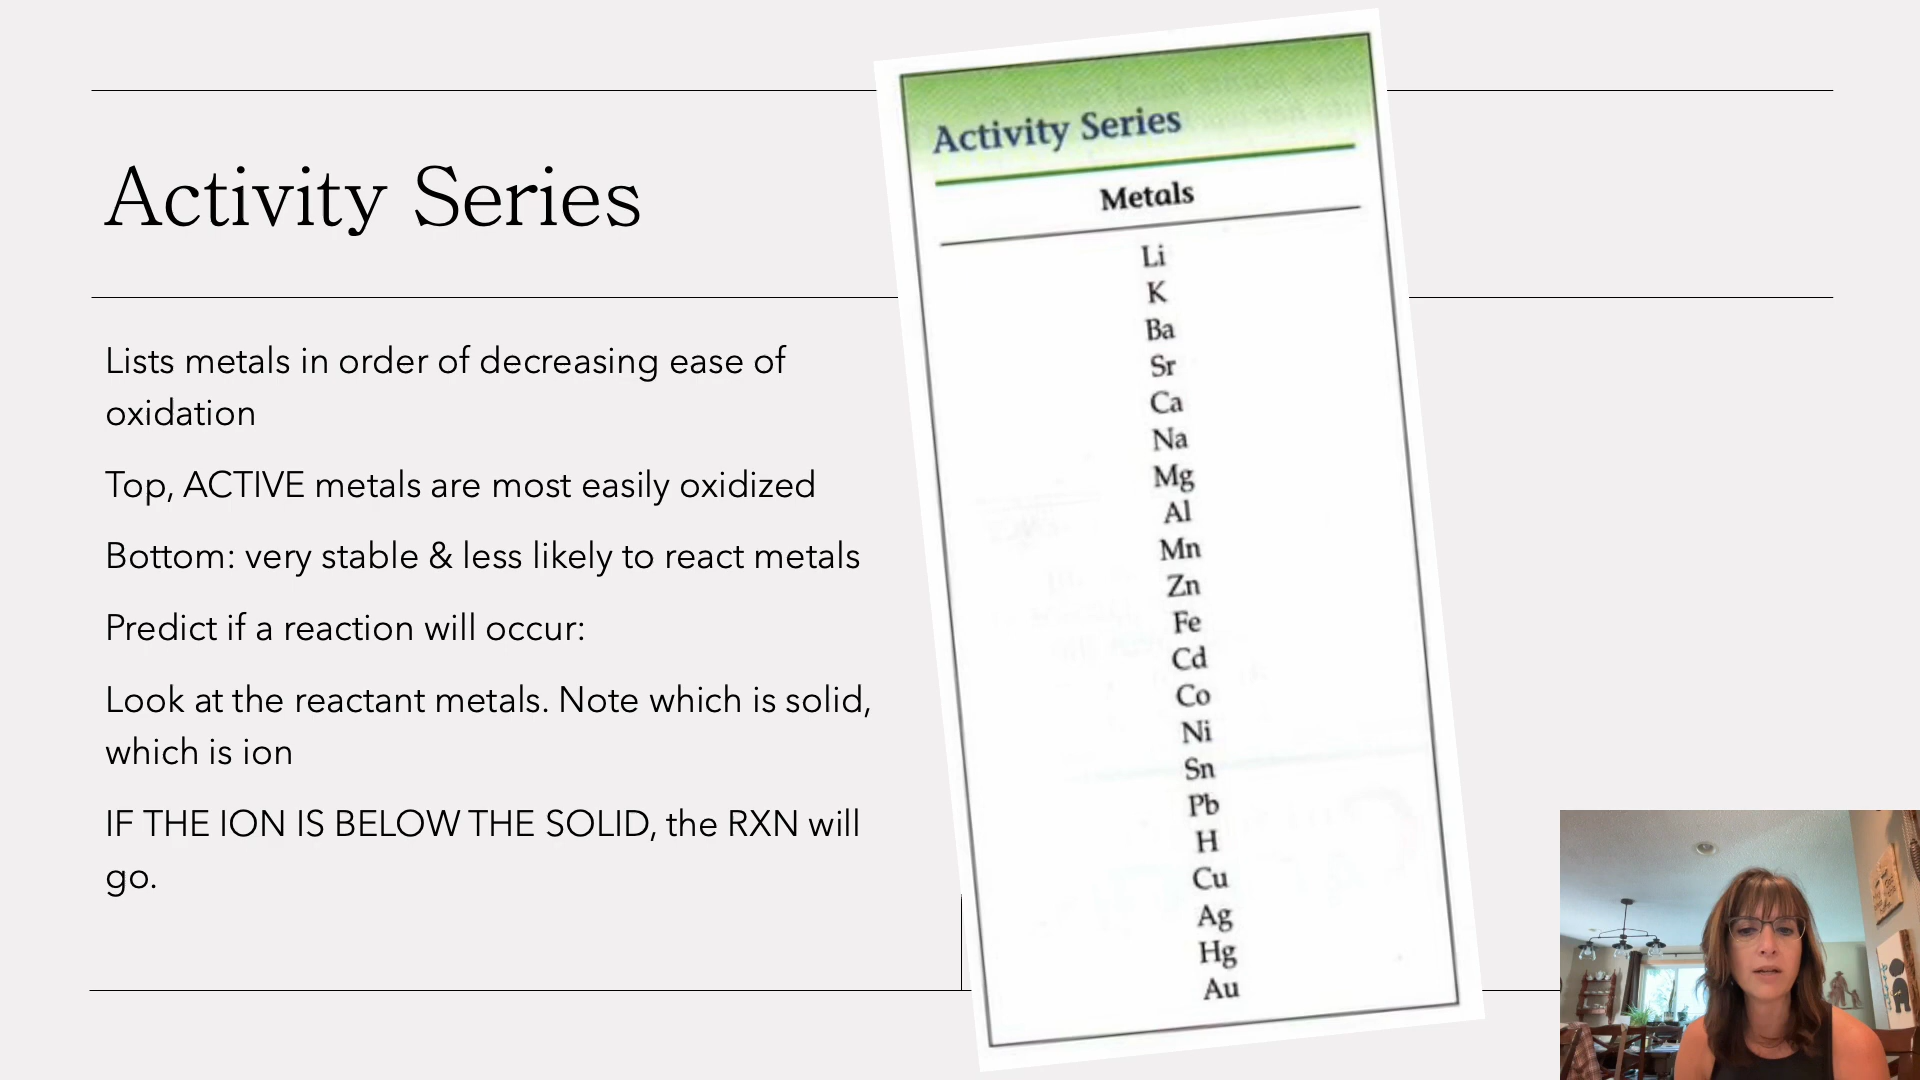 Activity Series
Lists metals in order of decreasing ease of
oxidation
Top, ACTIVE metals are most easily oxidized
Bottom: very stable & less likely to react metals
Predict if a reaction will occur:
Look at the reactant metals. Note which is solid,
which is ion
IF THE ION IS BELOW THE SOLID, the RXN will
go.
Activity Series
Metals
Li
K
Ba
Sr
Ca
Na
Mg
Al
Mn
Zn
Fe
Cd
Co
Ni
Sn
Pb
H
Cu
Ag
Hg
Au